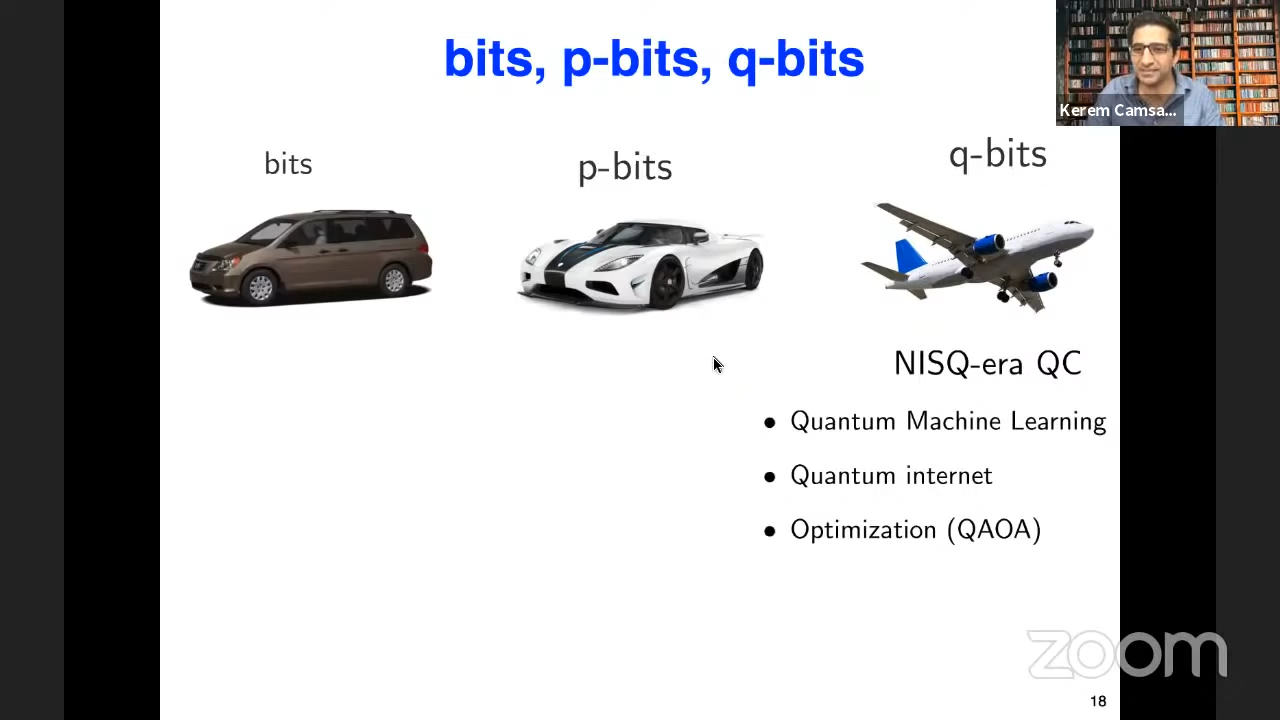 bits, p-bits, q-bits
Kerem Camsa...
bits
p-bits
q-bits
NISQ-era QC
• Quantum Machine Learning
• Quantum internet
• Optimization (QAOA)
zoom
18